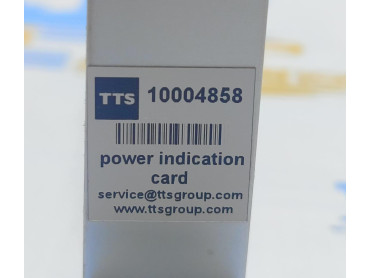 TTS 10004858
power indication
card
service@ttsgroup.com
www.ttsgroup.com